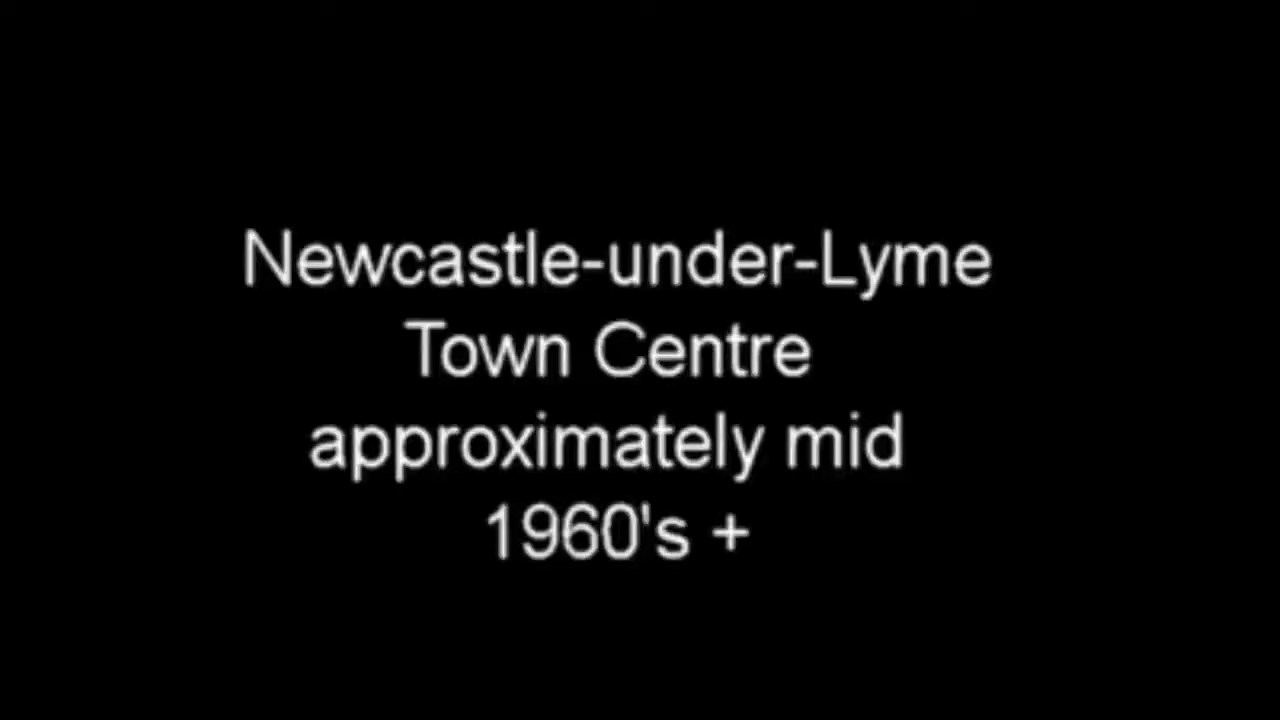 Newcastle-under-Lyme
Town Centre
approximately mid
1960's +